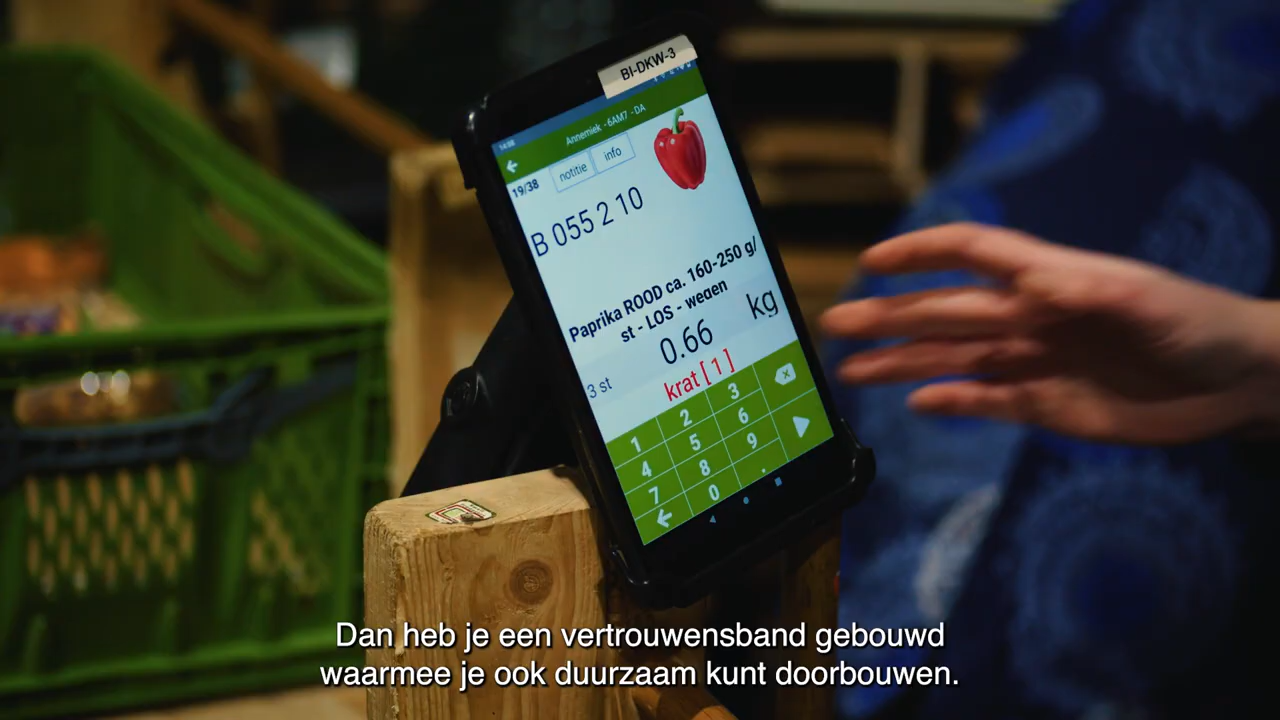 BI-DKW-3
14:08
Annemiek - 6AM7 - DA
19/38
notitie
info
B 055 2 10
Paprika ROOD ca. 160-250 g/
st - LOS - wegen
0.66
kg
3 st
krat [ 1 ]
1 2 3
4 5 6
7 8 9
0 .
Dan heb je een vertrouwensband gebouwd
waarmee je ook duurzaam kunt doorbouwen.